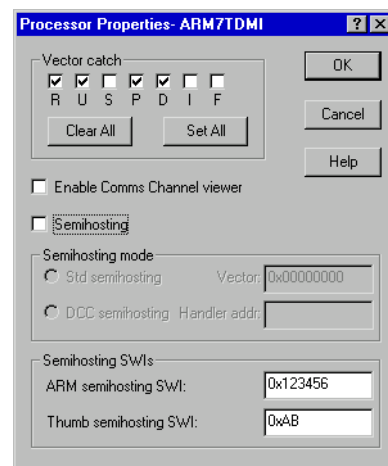 Processor Properties- ARM7TDMI
Vector catch
R U S P D I F
Clear All Set All
OK
Cancel
Help
Enable Comms Channel viewer
Semihosting
Semihosting mode
Std semihosting Vector: 0x00000000
DCC semihosting Handler addr:
Semihosting SWIs
ARM semihosting SWI: 0x123456
Thumb semihosting SWI: 0xAB